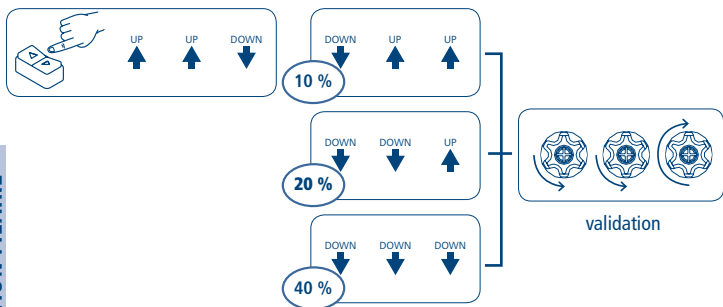 UP UP DOWN
DOWN UP UP
10 %
DOWN DOWN UP
20 %
validation
DOWN DOWN DOWN
40 %